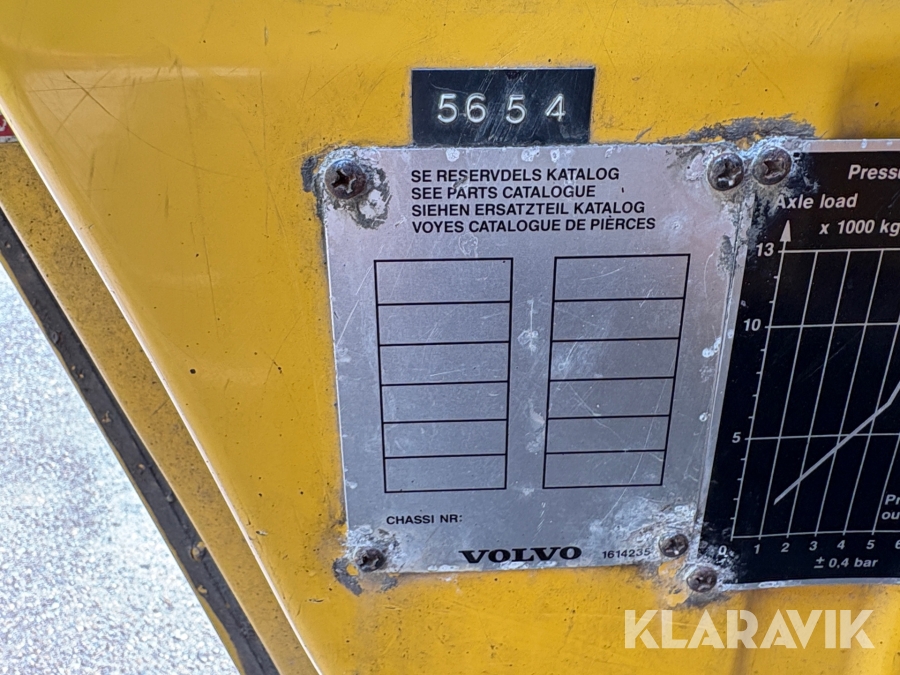 5654
SE RESERVDELS KATALOG
SEE PARTS CATALOGUE
SIEHEN ERSATZTEIL KATALOG
VOYES CATALOGUE DE PIÈRCES
CHASSI NR:
VOLVO
1614235
Axle load
x 1000 kg
13
10
5
0 1 2 3 4 5 6
± 0,4 bar
KLARAVIK